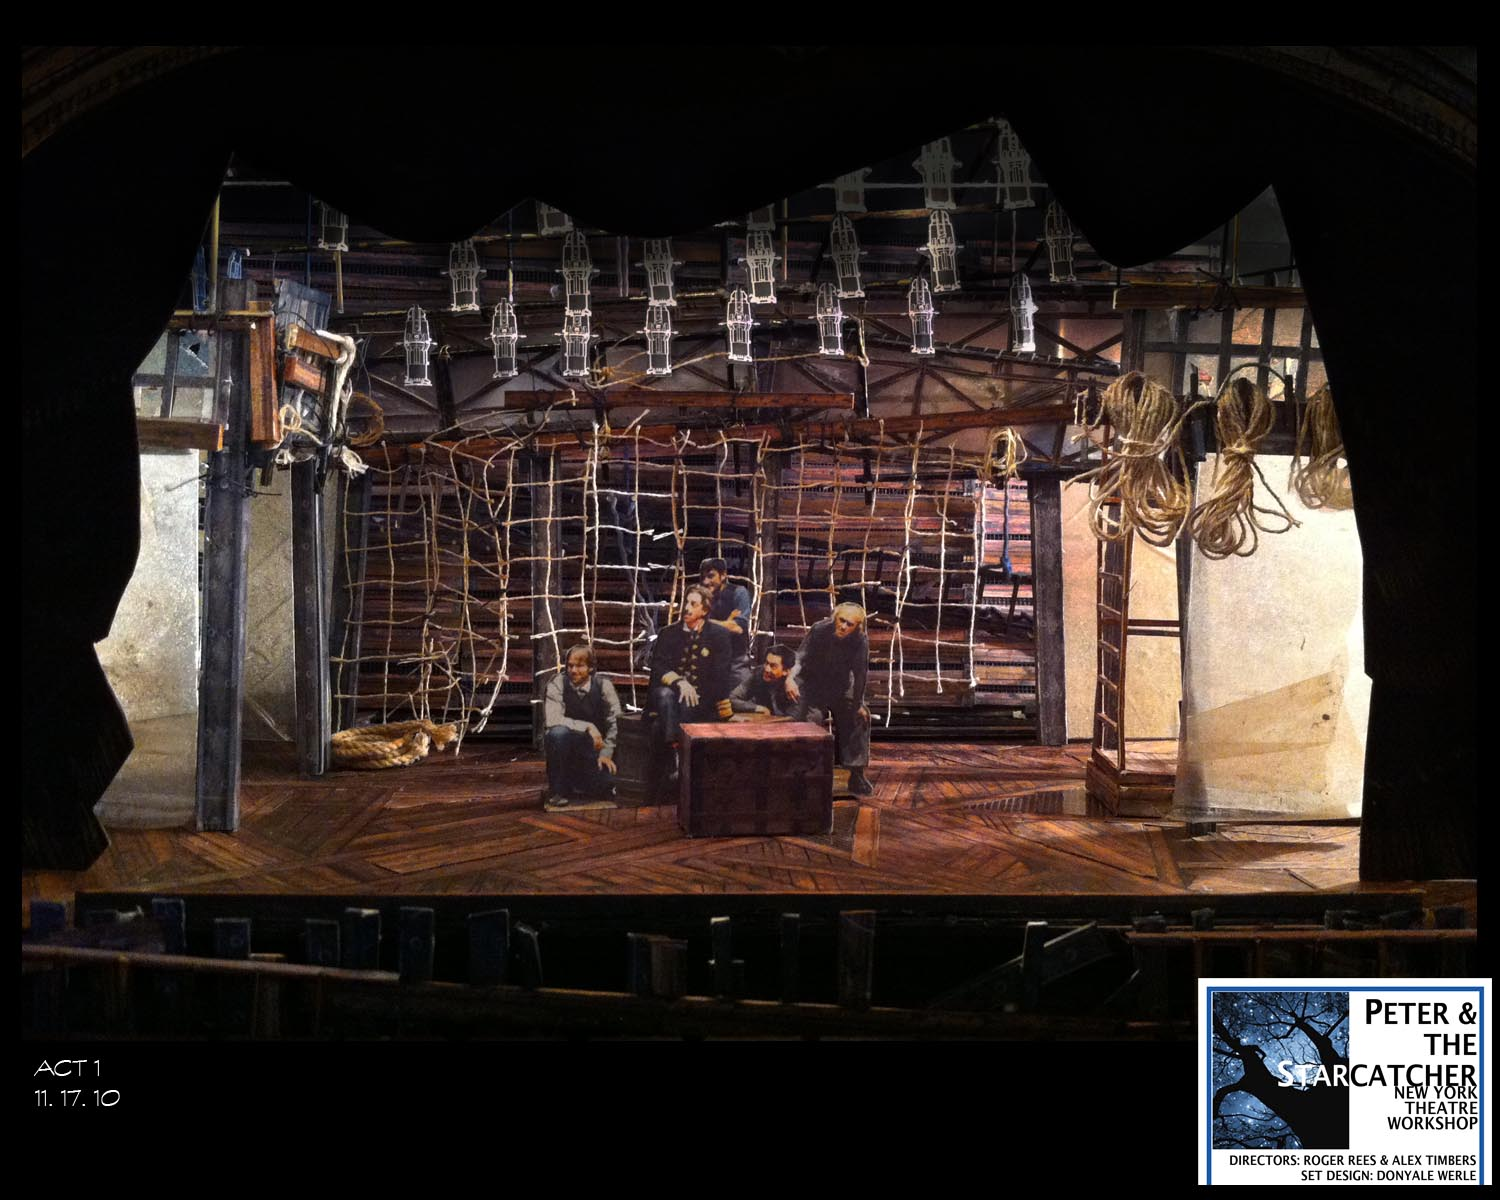 ACT 1
11. 17. 10
PETER &
THE
STARCATCHER
NEW YORK
THEATRE
WORKSHOP
DIRECTORS: ROGER REES & ALEX TIMBERS
SET DESIGN: DONYALE WERLE